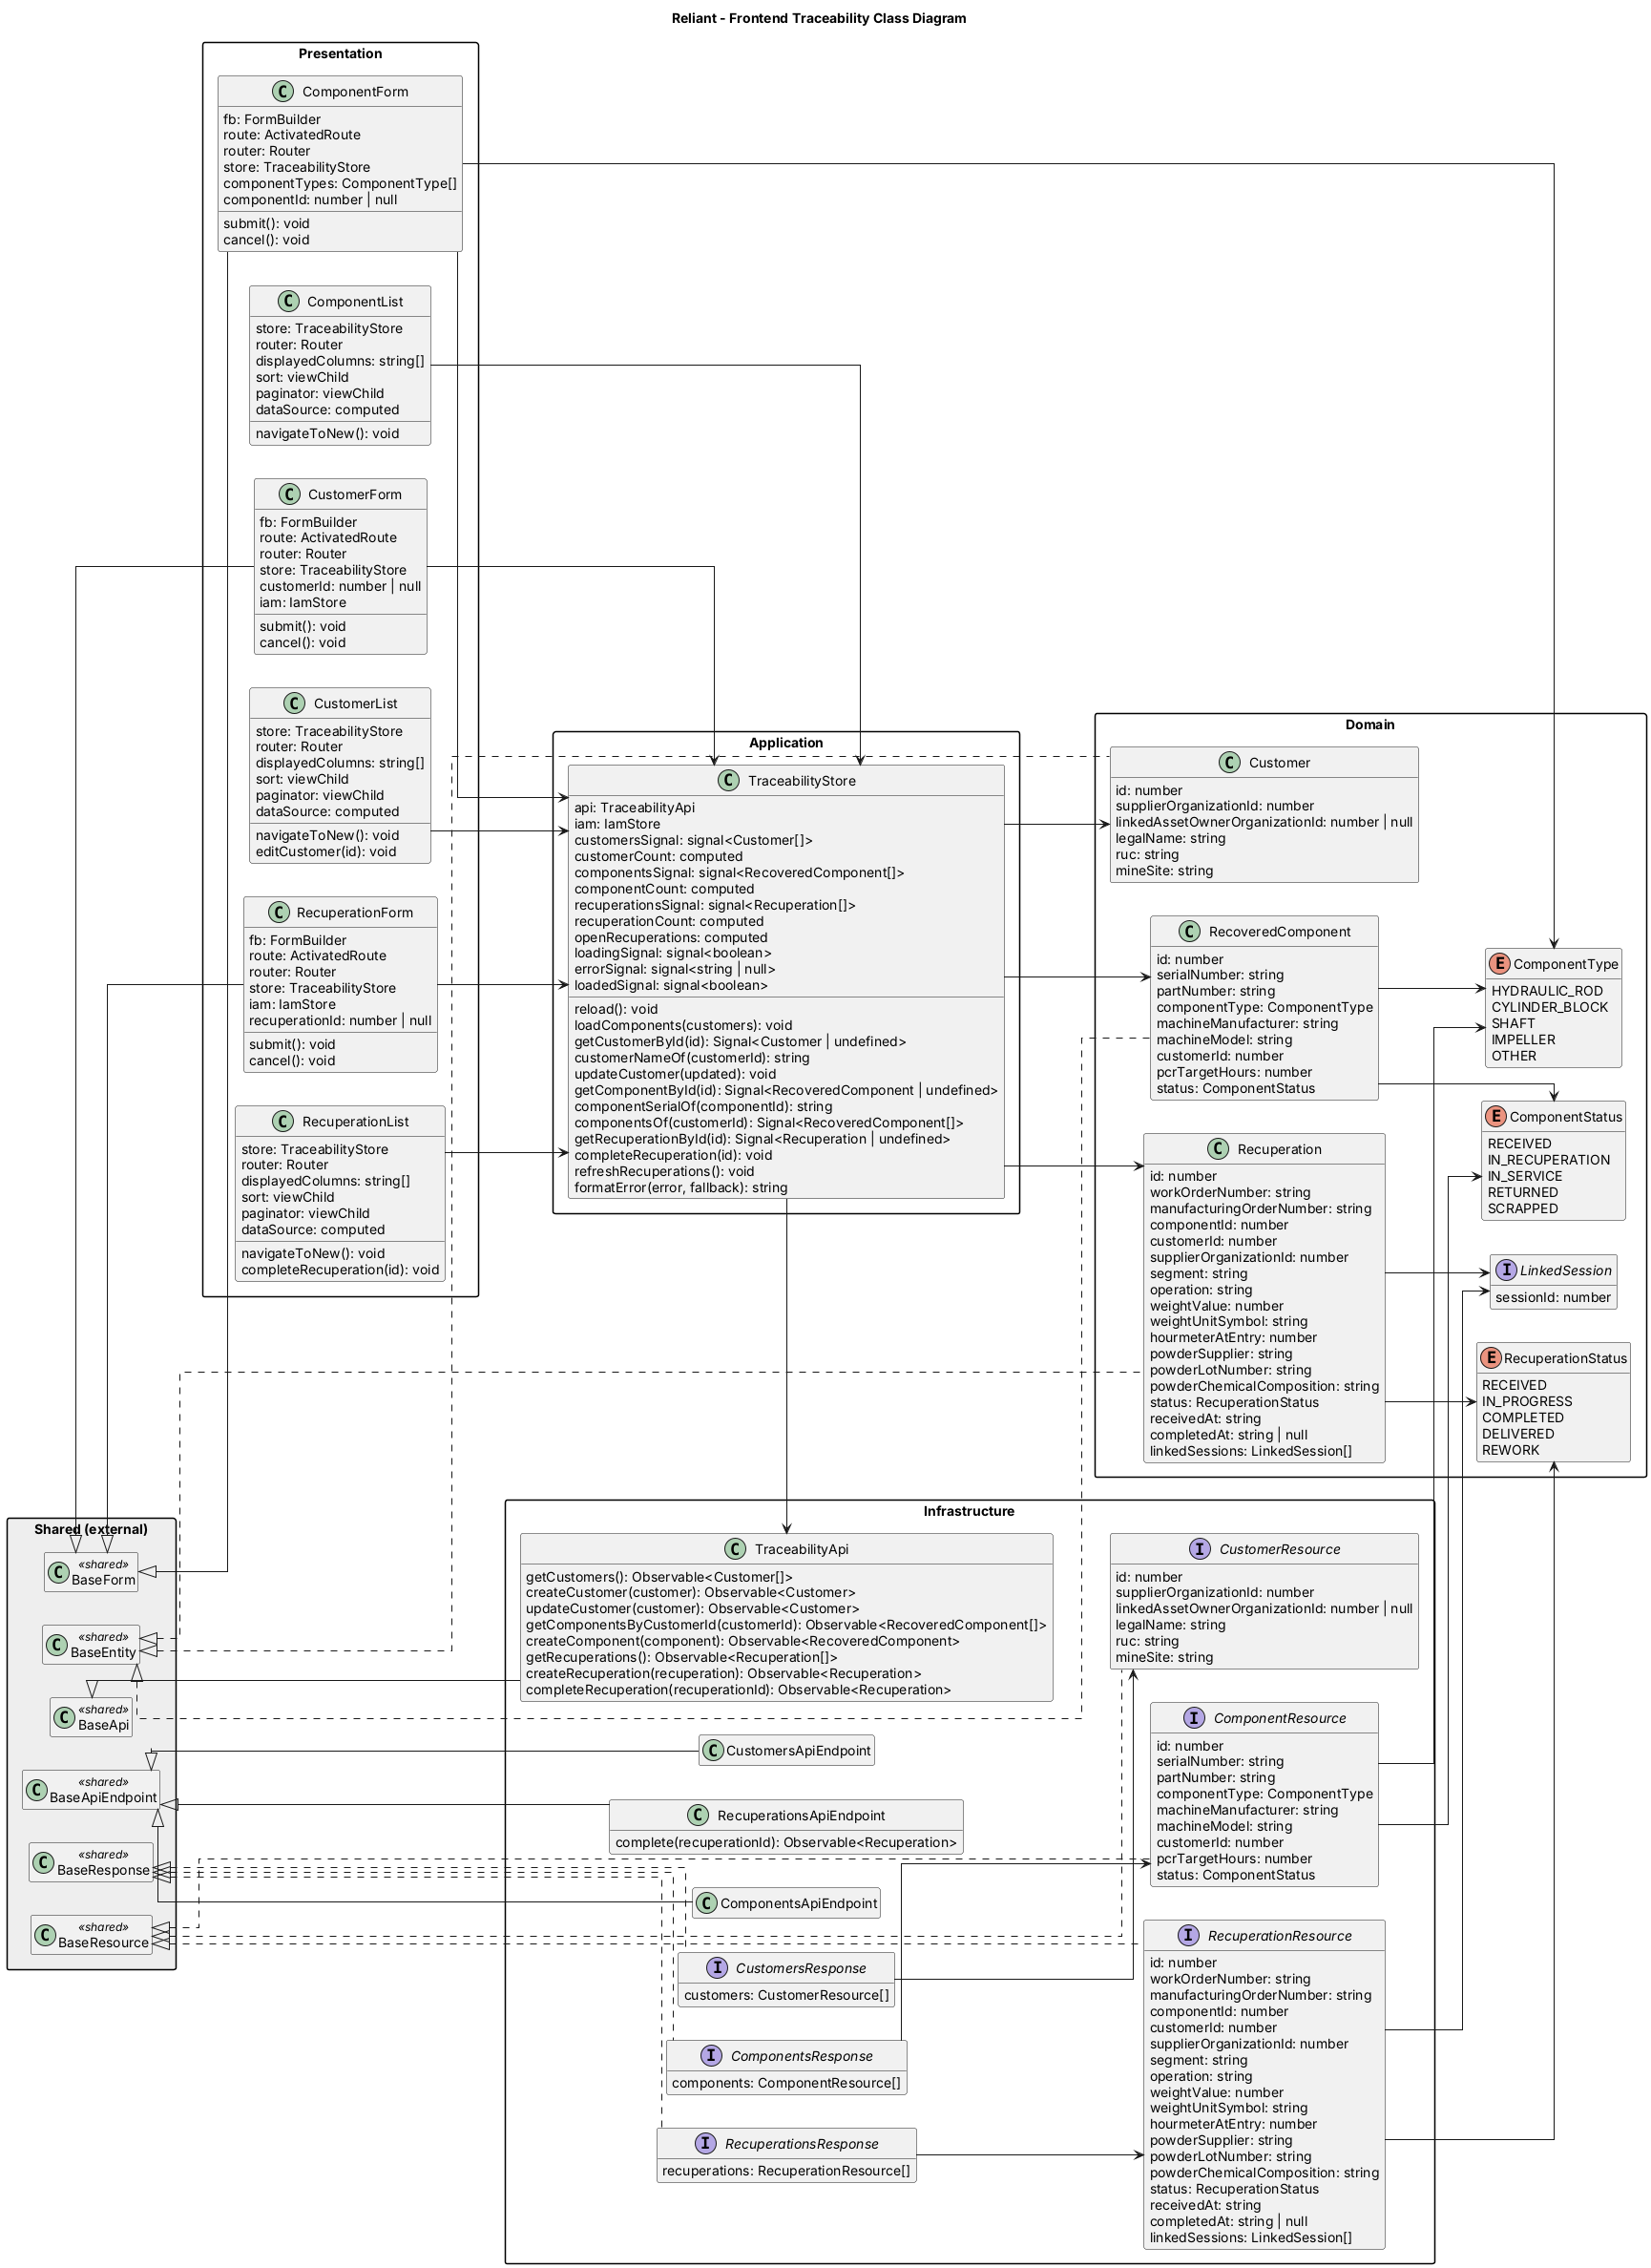 Reliant - Frontend Traceability Class Diagram
Presentation
C ComponentForm
fb: FormBuilder
route: ActivatedRoute
router: Router
store: TraceabilityStore
componentTypes: ComponentType[]
componentId: number | null
submit(): void
cancel(): void
C ComponentList
store: TraceabilityStore
router: Router
displayedColumns: string[]
sort: viewChild
paginator: viewChild
dataSource: computed
navigateToNew(): void
C CustomerForm
fb: FormBuilder
route: ActivatedRoute
router: Router
store: TraceabilityStore
customerId: number | null
iam: IamStore
submit(): void
cancel(): void
C CustomerList
store: TraceabilityStore
router: Router
displayedColumns: string[]
sort: viewChild
paginator: viewChild
dataSource: computed
navigateToNew(): void
editCustomer(id): void
C RecuperationForm
fb: FormBuilder
route: ActivatedRoute
router: Router
store: TraceabilityStore
iam: IamStore
recuperationId: number | null
submit(): void
cancel(): void
C RecuperationList
store: TraceabilityStore
router: Router
displayedColumns: string[]
sort: viewChild
paginator: viewChild
dataSource: computed
navigateToNew(): void
completeRecuperation(id): void
Application
C TraceabilityStore
api: TraceabilityApi
iam: IamStore
customersSignal: signal<Customer[]>
customerCount: computed
componentsSignal: signal<RecoveredComponent[]>
componentCount: computed
recuperationsSignal: signal<Recuperation[]>
recuperationCount: computed
openRecuperations: computed
loadingSignal: signal<boolean>
errorSignal: signal<string | null>
loadedSignal: signal<boolean>
reload(): void
loadComponents(customers): void
getCustomerById(id): Signal<Customer | undefined>
customerNameOf(customerId): string
updateCustomer(updated): void
getComponentById(id): Signal<RecoveredComponent | undefined>
componentSerialOf(componentId): string
componentsOf(customerId): Signal<RecoveredComponent[]>
getRecuperationById(id): Signal<Recuperation | undefined>
completeRecuperation(id): void
refreshRecuperations(): void
formatError(error, fallback): string
Domain
C Customer
id: number
supplierOrganizationId: number
linkedAssetOwnerOrganizationId: number | null
legalName: string
ruc: string
mineSite: string
C RecoveredComponent
id: number
serialNumber: string
partNumber: string
componentType: ComponentType
machineManufacturer: string
machineModel: string
customerId: number
pcrTargetHours: number
status: ComponentStatus
C Recuperation
id: number
workOrderNumber: string
manufacturingOrderNumber: string
componentId: number
customerId: number
supplierOrganizationId: number
segment: string
operation: string
weightValue: number
weightUnitSymbol: string
hourmeterAtEntry: number
powderSupplier: string
powderLotNumber: string
powderChemicalComposition: string
status: RecuperationStatus
receivedAt: string
completedAt: string | null
linkedSessions: LinkedSession[]
E ComponentType
HYDRAULIC_ROD
CYLINDER_BLOCK
SHAFT
IMPELLER
OTHER
E ComponentStatus
RECEIVED
IN_RECUPERATION
IN_SERVICE
RETURNED
SCRAPPED
I LinkedSession
sessionId: number
E RecuperationStatus
RECEIVED
IN_PROGRESS
COMPLETED
DELIVERED
REWORK
Shared (external)
C «shared»
BaseForm
C «shared»
BaseEntity
C «shared»
BaseApi
C «shared»
BaseApiEndpoint
C «shared»
BaseResponse
C «shared»
BaseResource
Infrastructure
C TraceabilityApi
getCustomers(): Observable<Customer[]>
createCustomer(customer): Observable<Customer>
updateCustomer(customer): Observable<Customer>
getComponentsByCustomerId(customerId): Observable<RecoveredComponent[]>
createComponent(component): Observable<RecoveredComponent>
getRecuperations(): Observable<Recuperation[]>
createRecuperation(recuperation): Observable<Recuperation>
completeRecuperation(recuperationId): Observable<Recuperation>
C CustomersApiEndpoint
C RecuperationsApiEndpoint
complete(recuperationId): Observable<Recuperation>
C ComponentsApiEndpoint
I CustomersResponse
customers: CustomerResource[]
I ComponentsResponse
components: ComponentResource[]
I RecuperationsResponse
recuperations: RecuperationResource[]
I CustomerResource
id: number
supplierOrganizationId: number
linkedAssetOwnerOrganizationId: number | null
legalName: string
ruc: string
mineSite: string
I ComponentResource
id: number
serialNumber: string
partNumber: string
componentType: ComponentType
machineManufacturer: string
machineModel: string
customerId: number
pcrTargetHours: number
status: ComponentStatus
I RecuperationResource
id: number
workOrderNumber: string
manufacturingOrderNumber: string
componentId: number
customerId: number
supplierOrganizationId: number
segment: string
operation: string
weightValue: number
weightUnitSymbol: string
hourmeterAtEntry: number
powderSupplier: string
powderLotNumber: string
powderChemicalComposition: string
status: RecuperationStatus
receivedAt: string
completedAt: string | null
linkedSessions: LinkedSession[]